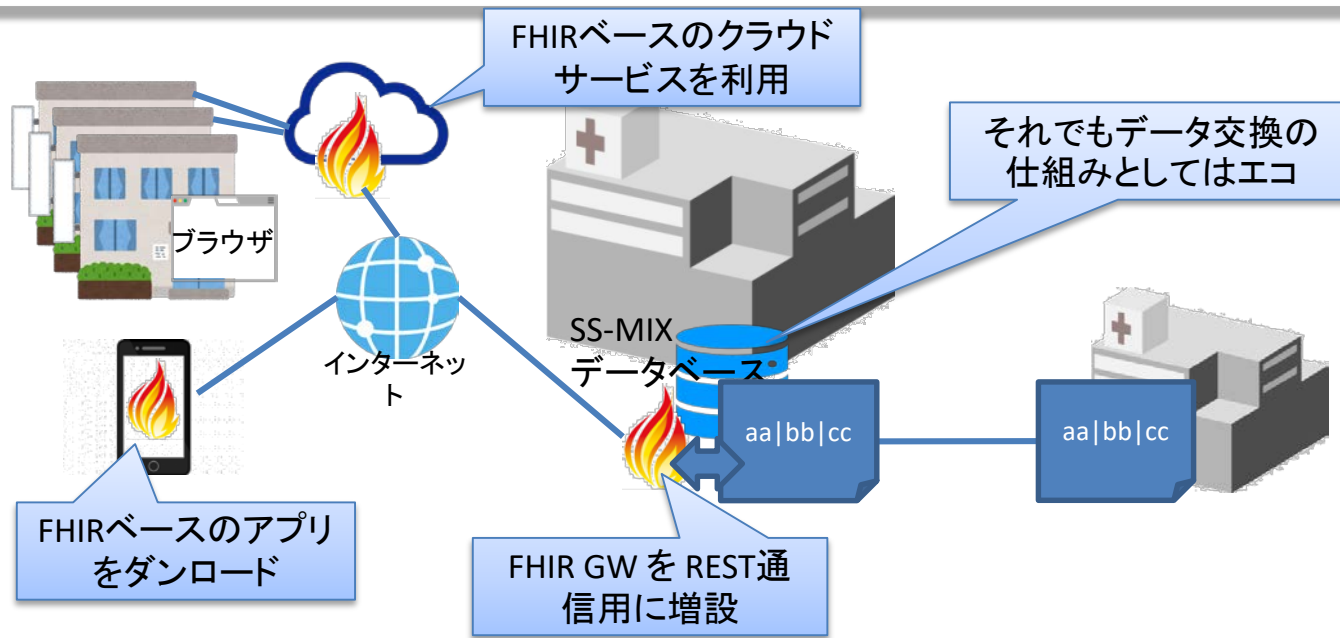 FHIRベースのクラウド
サービスを利用
それでもデータ交換の
仕組みとしてはエコ
ブラウザ
インターネッ
ト
SS-MIX
データベース
aa|bb|cc
aa|bb|cc
FHIRベースのアプリ
をダンロード
FHIR GW を REST通
信用に増設